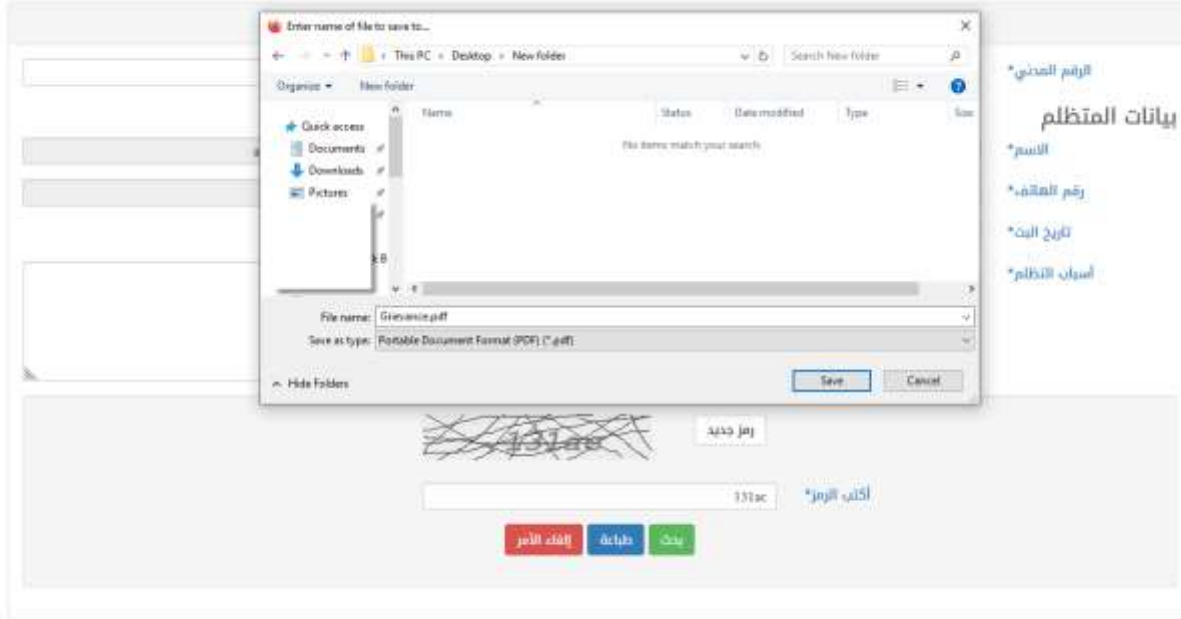 Enter name of file to save to...
This PC › Desktop › New folder
Search New folder
Organize
New folder
Name
Status
Date modified
Type
Size
No items match your search.
Quick access
Documents
Downloads
Pictures
File name: Grievance.pdf
Save as type: Portable Document Format (PDF) (*.pdf)
Hide Folders
Save
Cancel
الرقم المدني*
بيانات المتظلم
الاسم*
رقم الهاتف*
تاريخ البت*
أسباب التظلم*
رمز جديد
أكتب الرمز*
131ac
بحث
طباعة
إلغاء الأمر